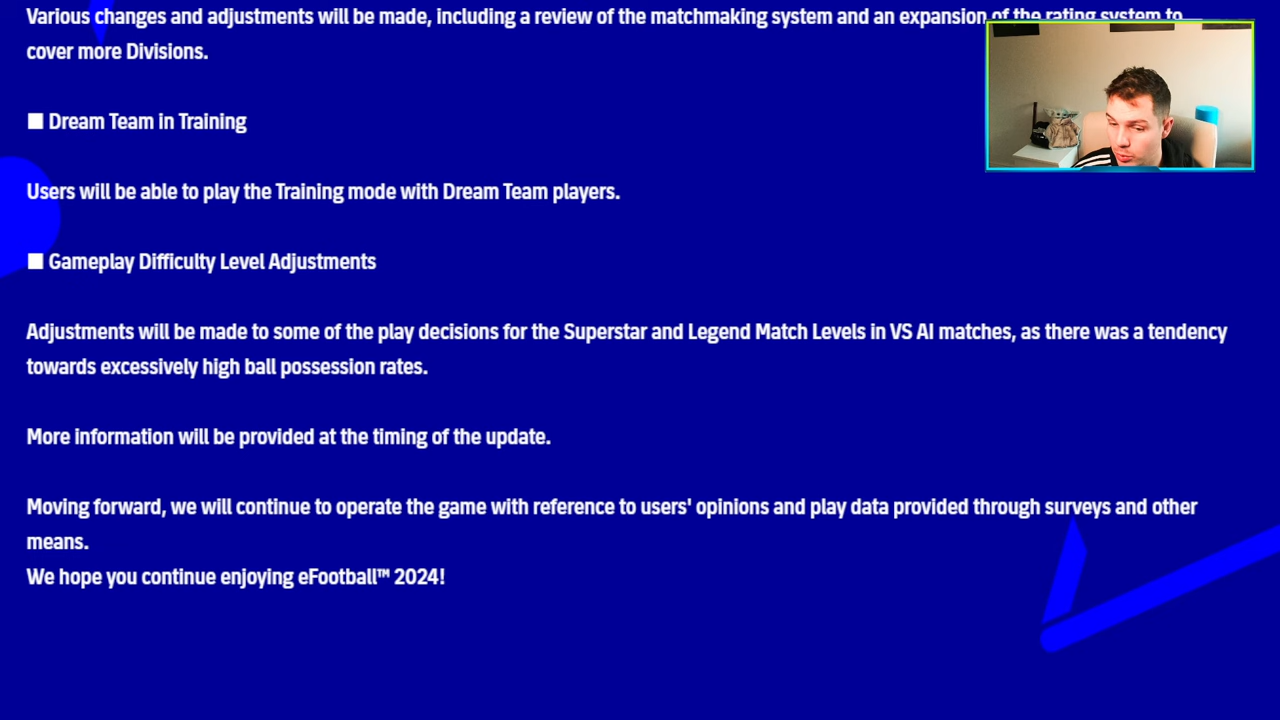 Various changes and adjustments will be made, including a review of the matchmaking system and an expansion of the rating system to
cover more Divisions.
■ Dream Team in Training
Users will be able to play the Training mode with Dream Team players.
■ Gameplay Difficulty Level Adjustments
Adjustments will be made to some of the play decisions for the Superstar and Legend Match Levels in VS AI matches, as there was a tendency
towards excessively high ball possession rates.
More information will be provided at the timing of the update.
Moving forward, we will continue to operate the game with reference to users' opinions and play data provided through surveys and other
means.
We hope you continue enjoying eFootball™ 2024!